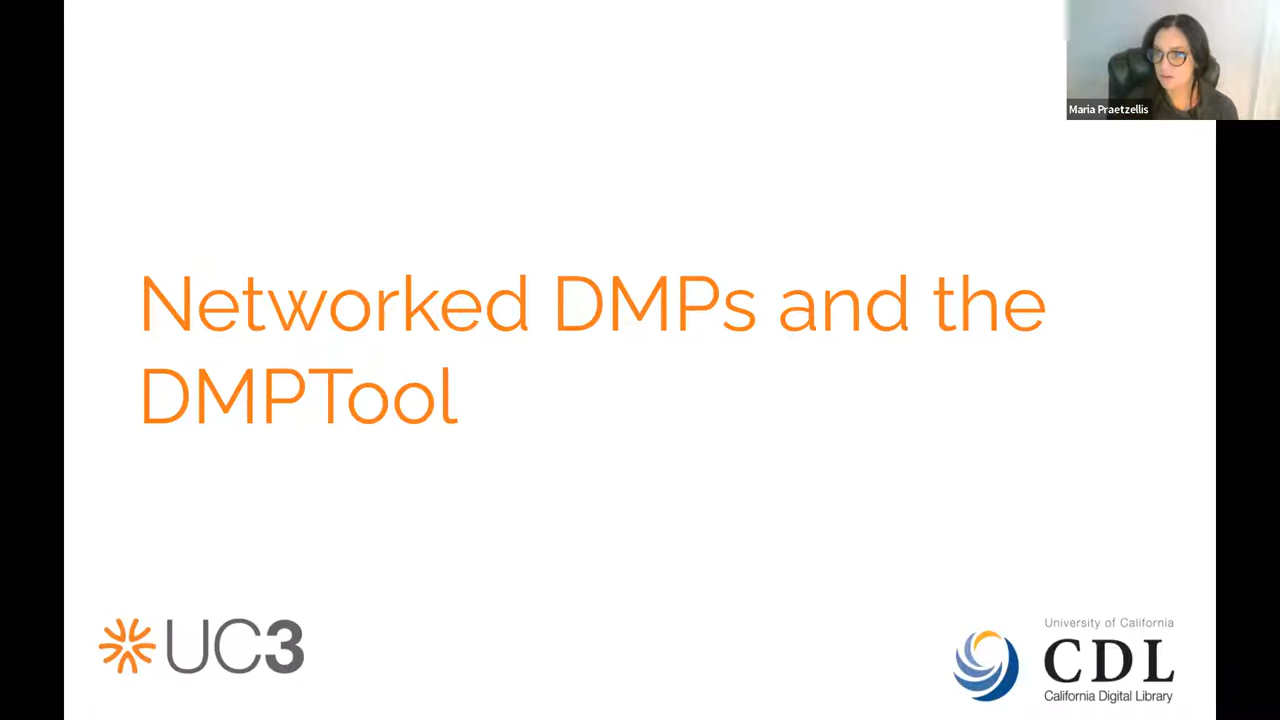 Maria Praetzellis
Networked DMPs and the
DMPTool
UC3
University of California
CDL
California Digital Library